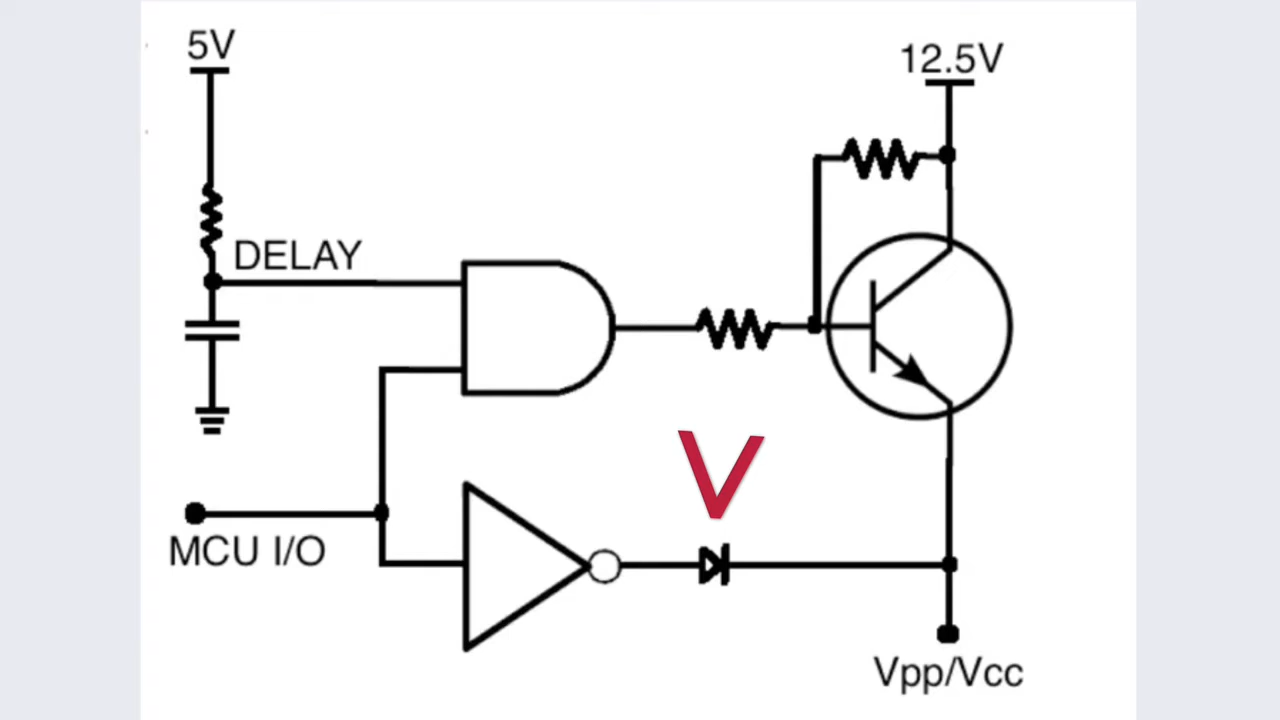 5V
12.5V
DELAY
V
MCU I/O
Vpp/Vcc